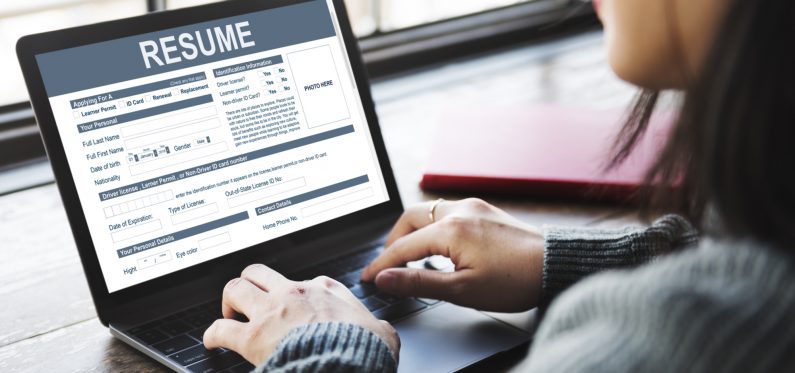 RESUME
Applying For A (Check any that apply)
Learner Permit ID Card Renewal Replacement
Your Personal
Full Last Name
Full First Name
Date of birth January 2018 Gender Male
Nationality
Identification Information
Driver license? Yes No
Learner permit? Yes No
Non-driver ID Card? Yes No
PHOTO HERE
Driver license, Lerner Permit, or Non-Driver ID card number
enter the Identification number it appears on the license, learner permit, or non-driver ID.
Date of Expiration: Type of License: Out-of-State License ID No:
Your Personal Details
Hight Eye color
Contact Details
Home Phone No.